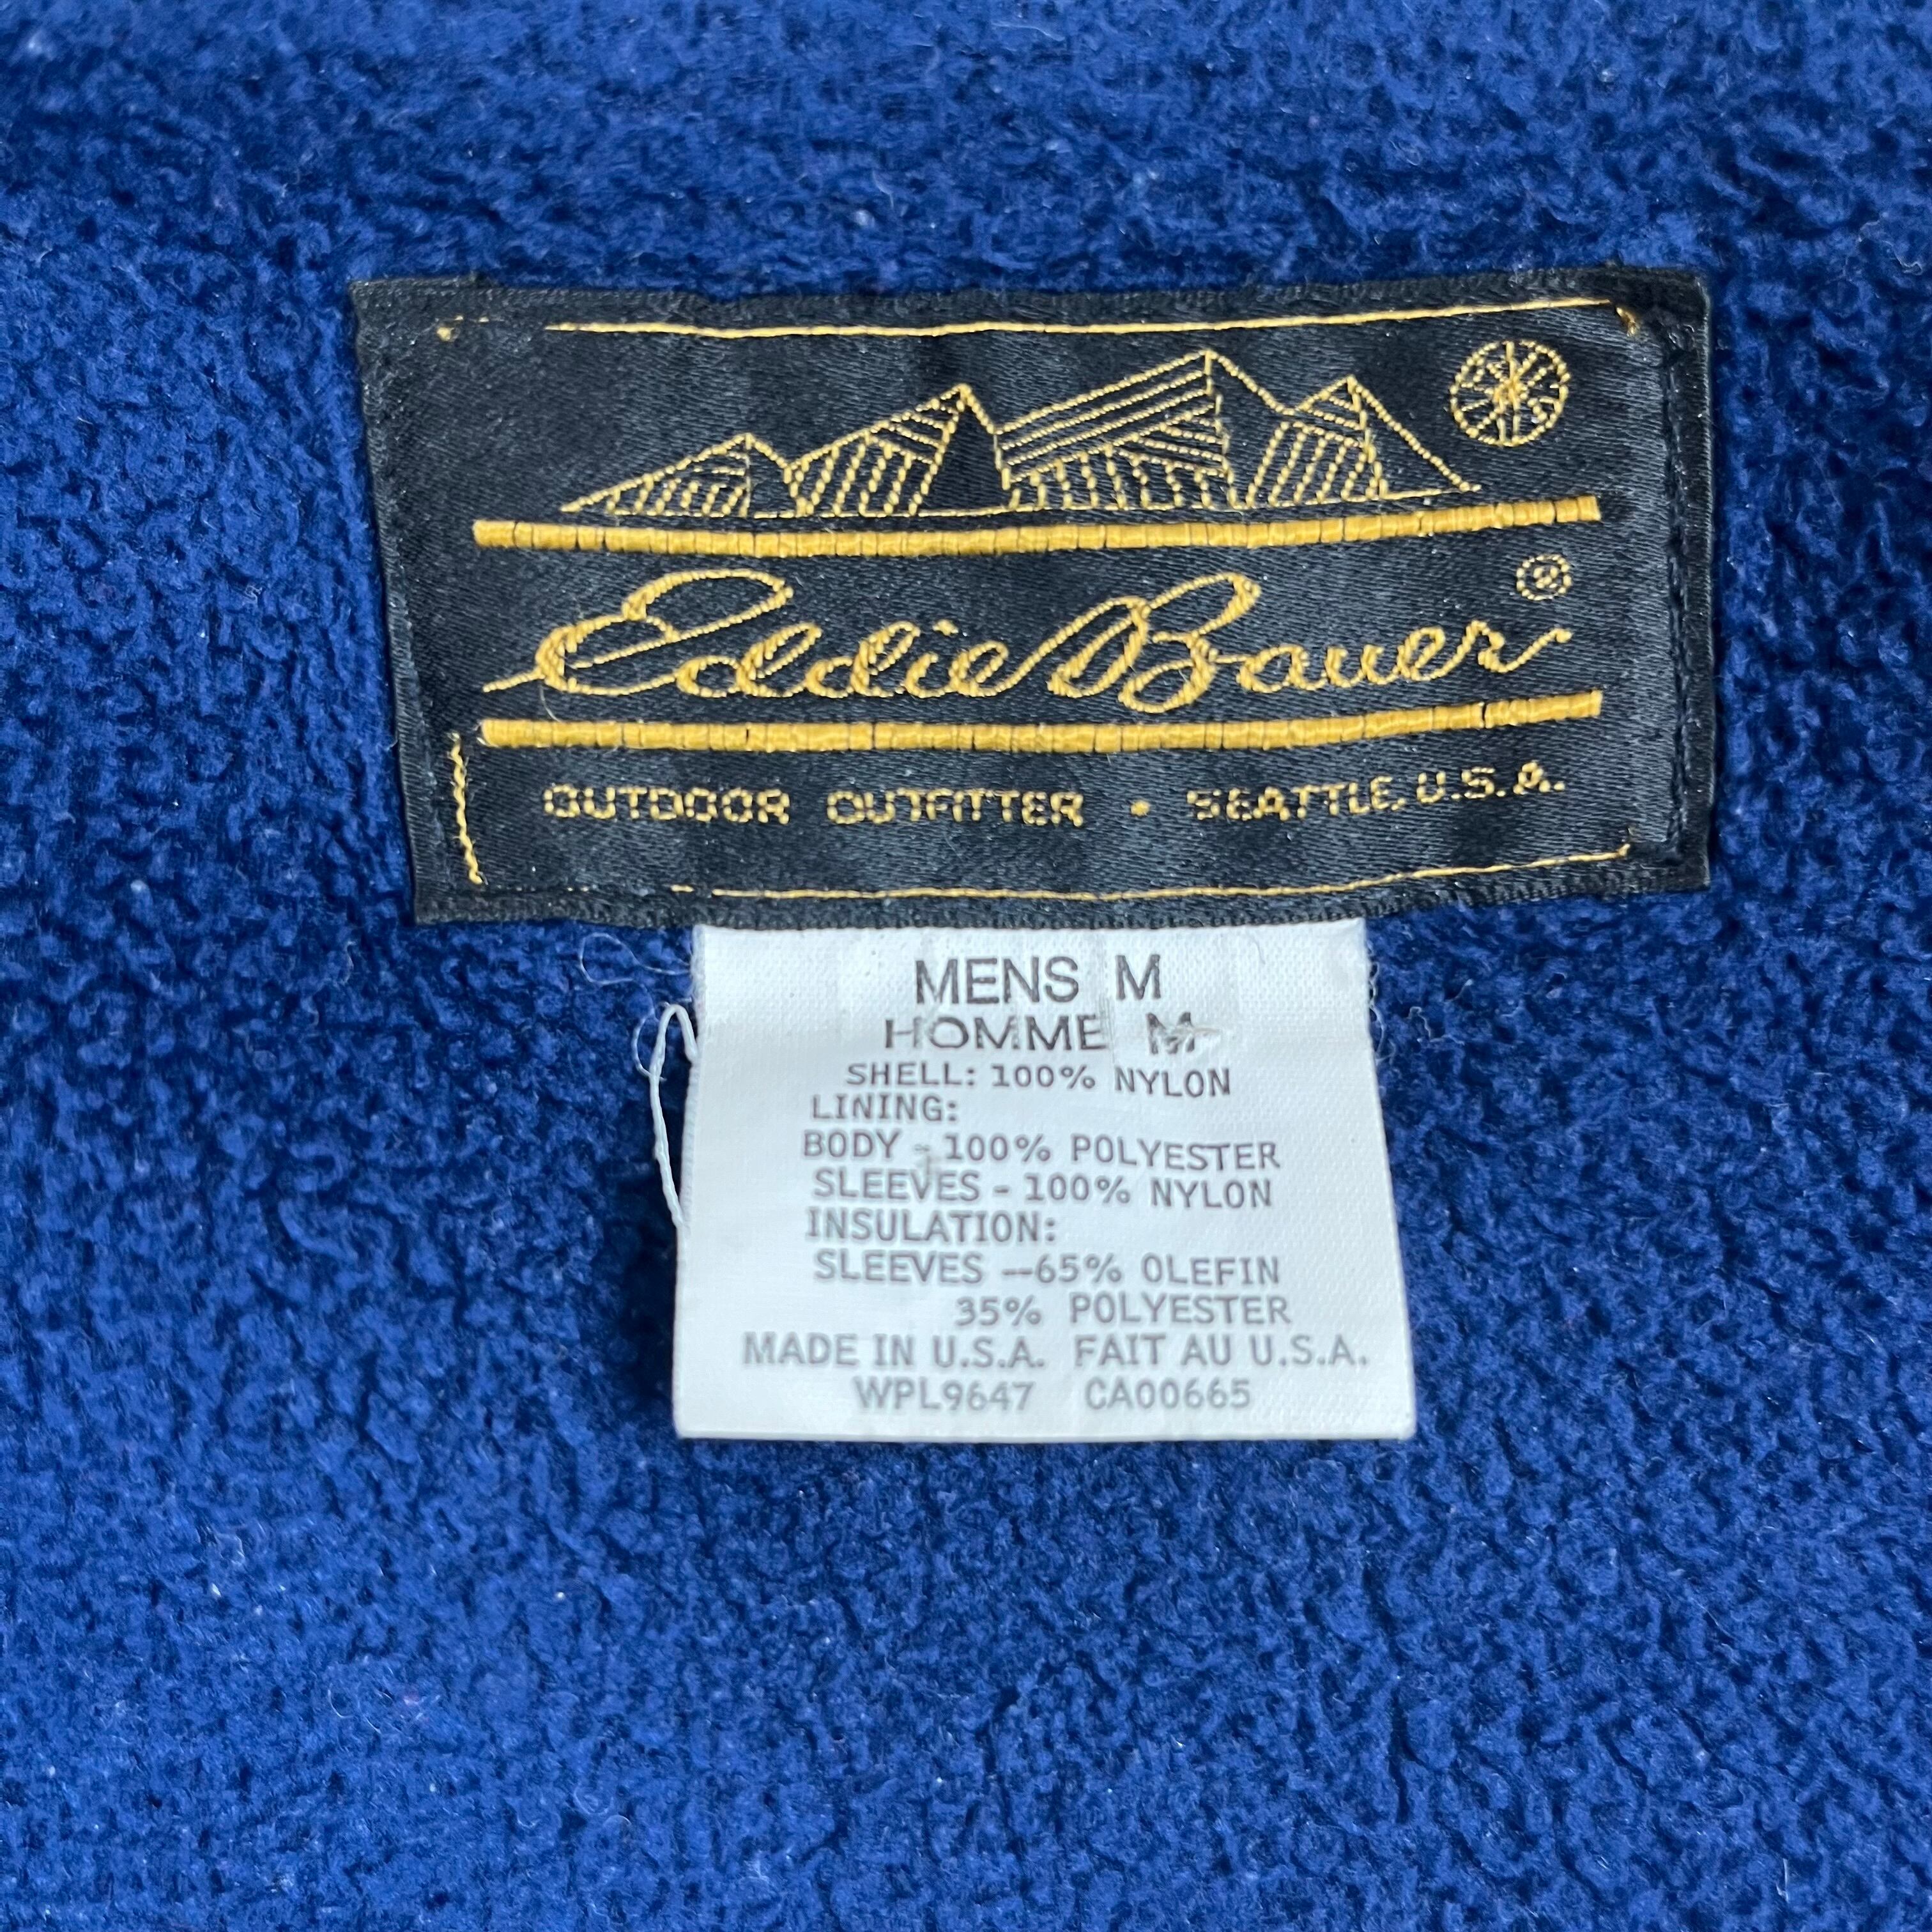 Eddie Bauer ®
OUTDOOR OUTFITTER • SEATTLE, U.S.A.
MENS M
HOMME M
SHELL: 100% NYLON
LINING:
BODY - 100% POLYESTER
SLEEVES - 100% NYLON
INSULATION:
SLEEVES --65% OLEFIN
35% POLYESTER
MADE IN U.S.A. FAIT AU U.S.A.
WPL9647 CA00665